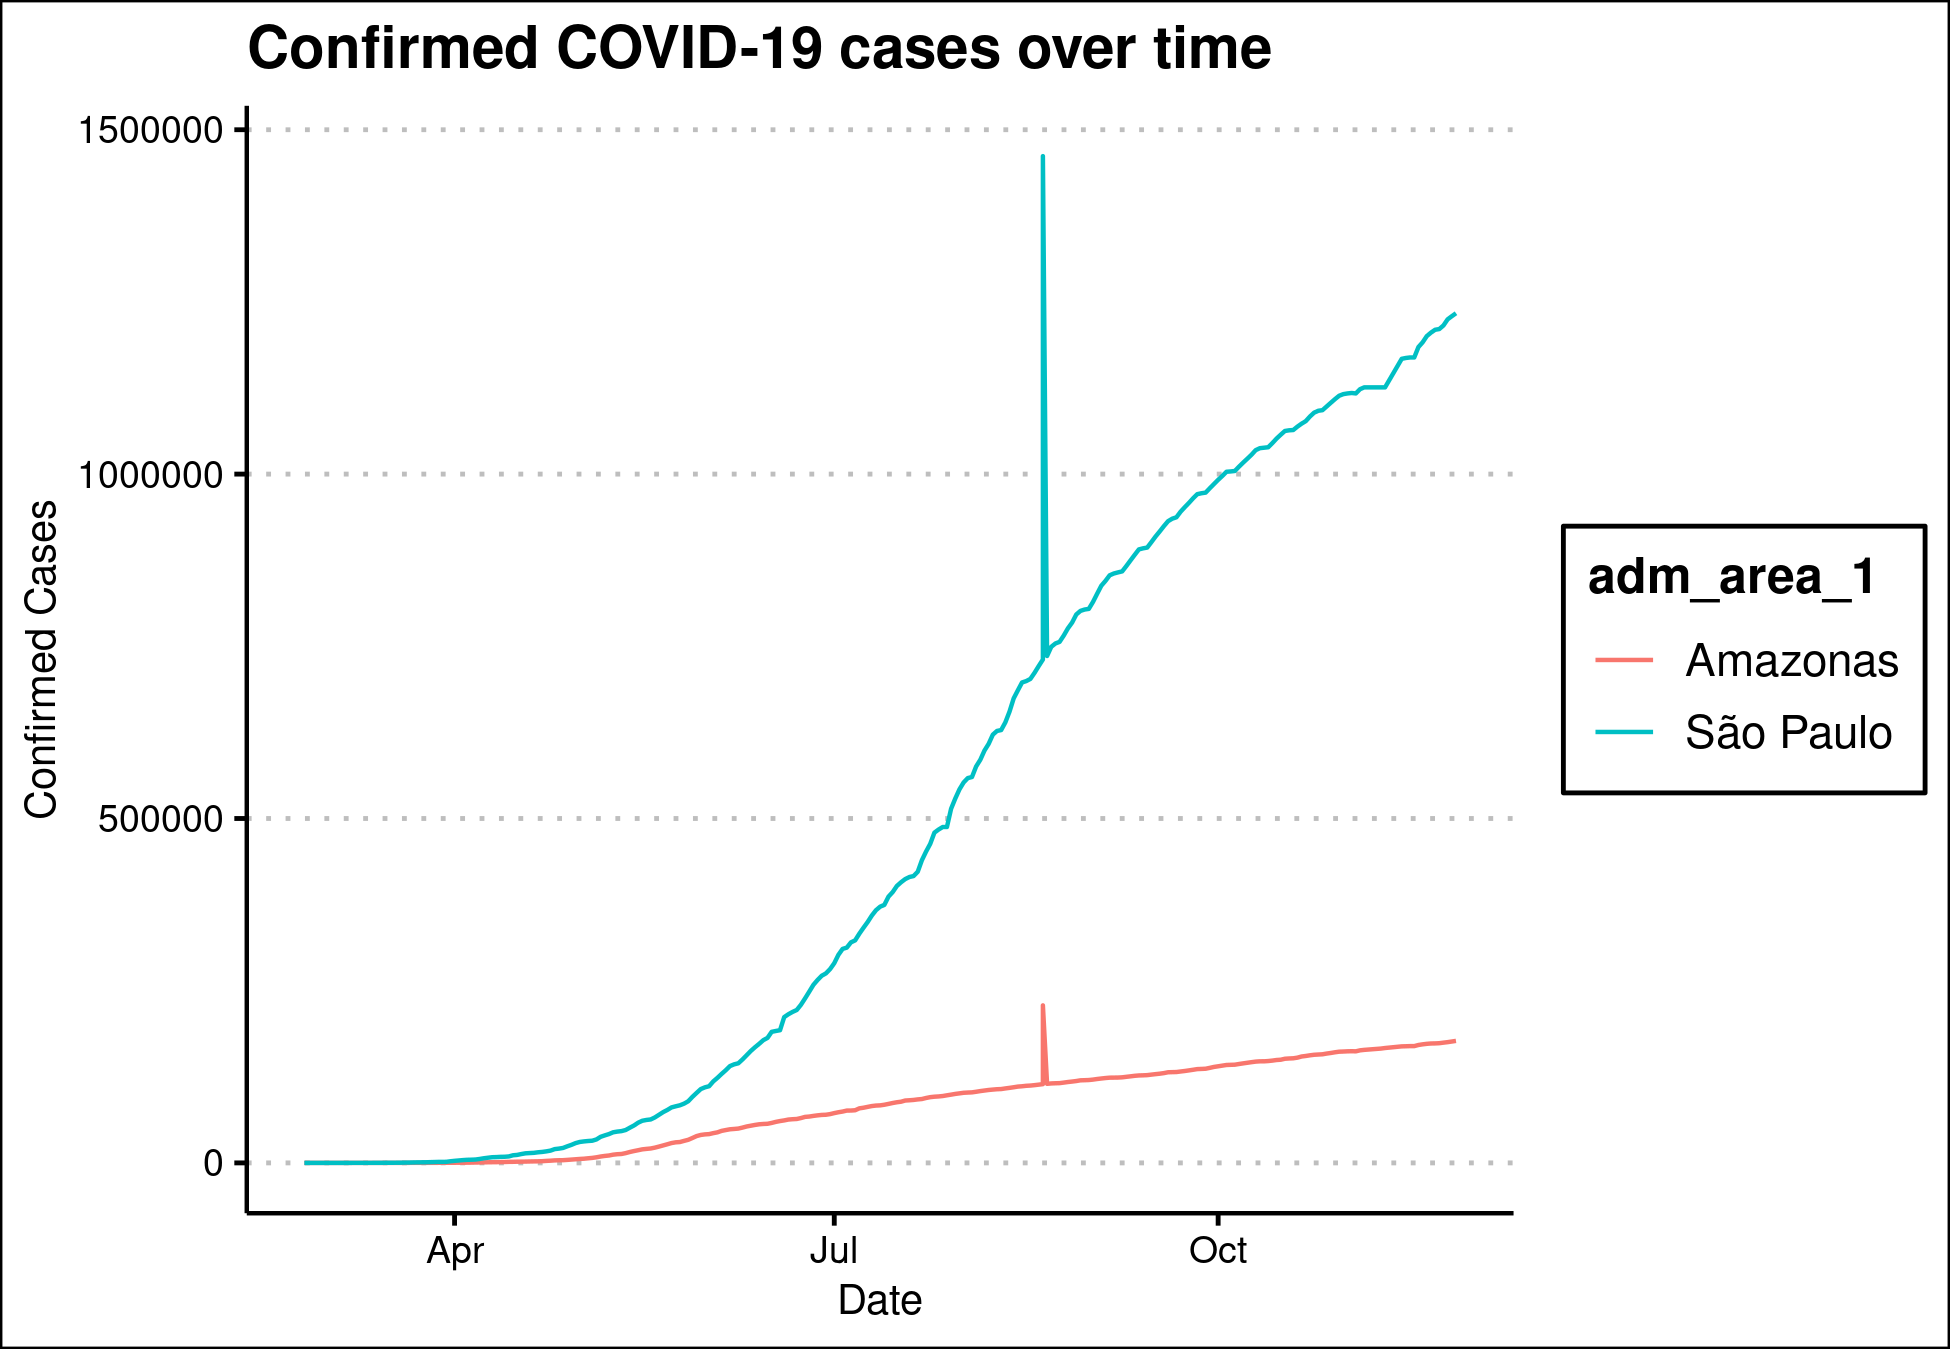 Confirmed COVID-19 cases over time
1500000
1000000
500000
0
Confirmed Cases
Apr
Jul
Oct
Date
adm_area_1
Amazonas
São Paulo